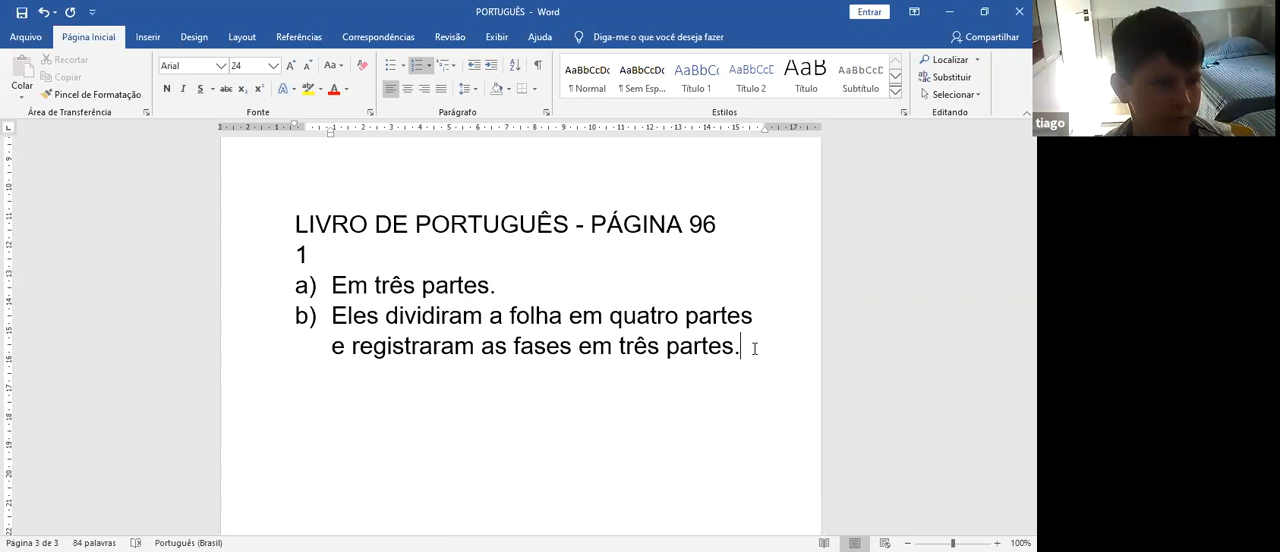 PORTUGUÊS - Word
Entrar
Arquivo Página Inicial Inserir Design Layout Referências Correspondências Revisão Exibir Ajuda Diga-me o que você deseja fazer Compartilhar
Colar
Recortar
Copiar
Pincel de Formatação
Área de Transferência
Arial 24
Fonte
Parágrafo
AaBbCcDc AaBbCcDc AaBbCc AaBbCcD AaB AaBbCcD
¶ Normal ¶ Sem Esp... Título 1 Título 2 Título Subtítulo
Estilos
Localizar
Substituir
Selecionar
Editando
tiago
LIVRO DE PORTUGUÊS - PÁGINA 96
1
a) Em três partes.
b) Eles dividiram a folha em quatro partes
e registraram as fases em três partes.
Página 3 de 3 84 palavras Português (Brasil) 100%